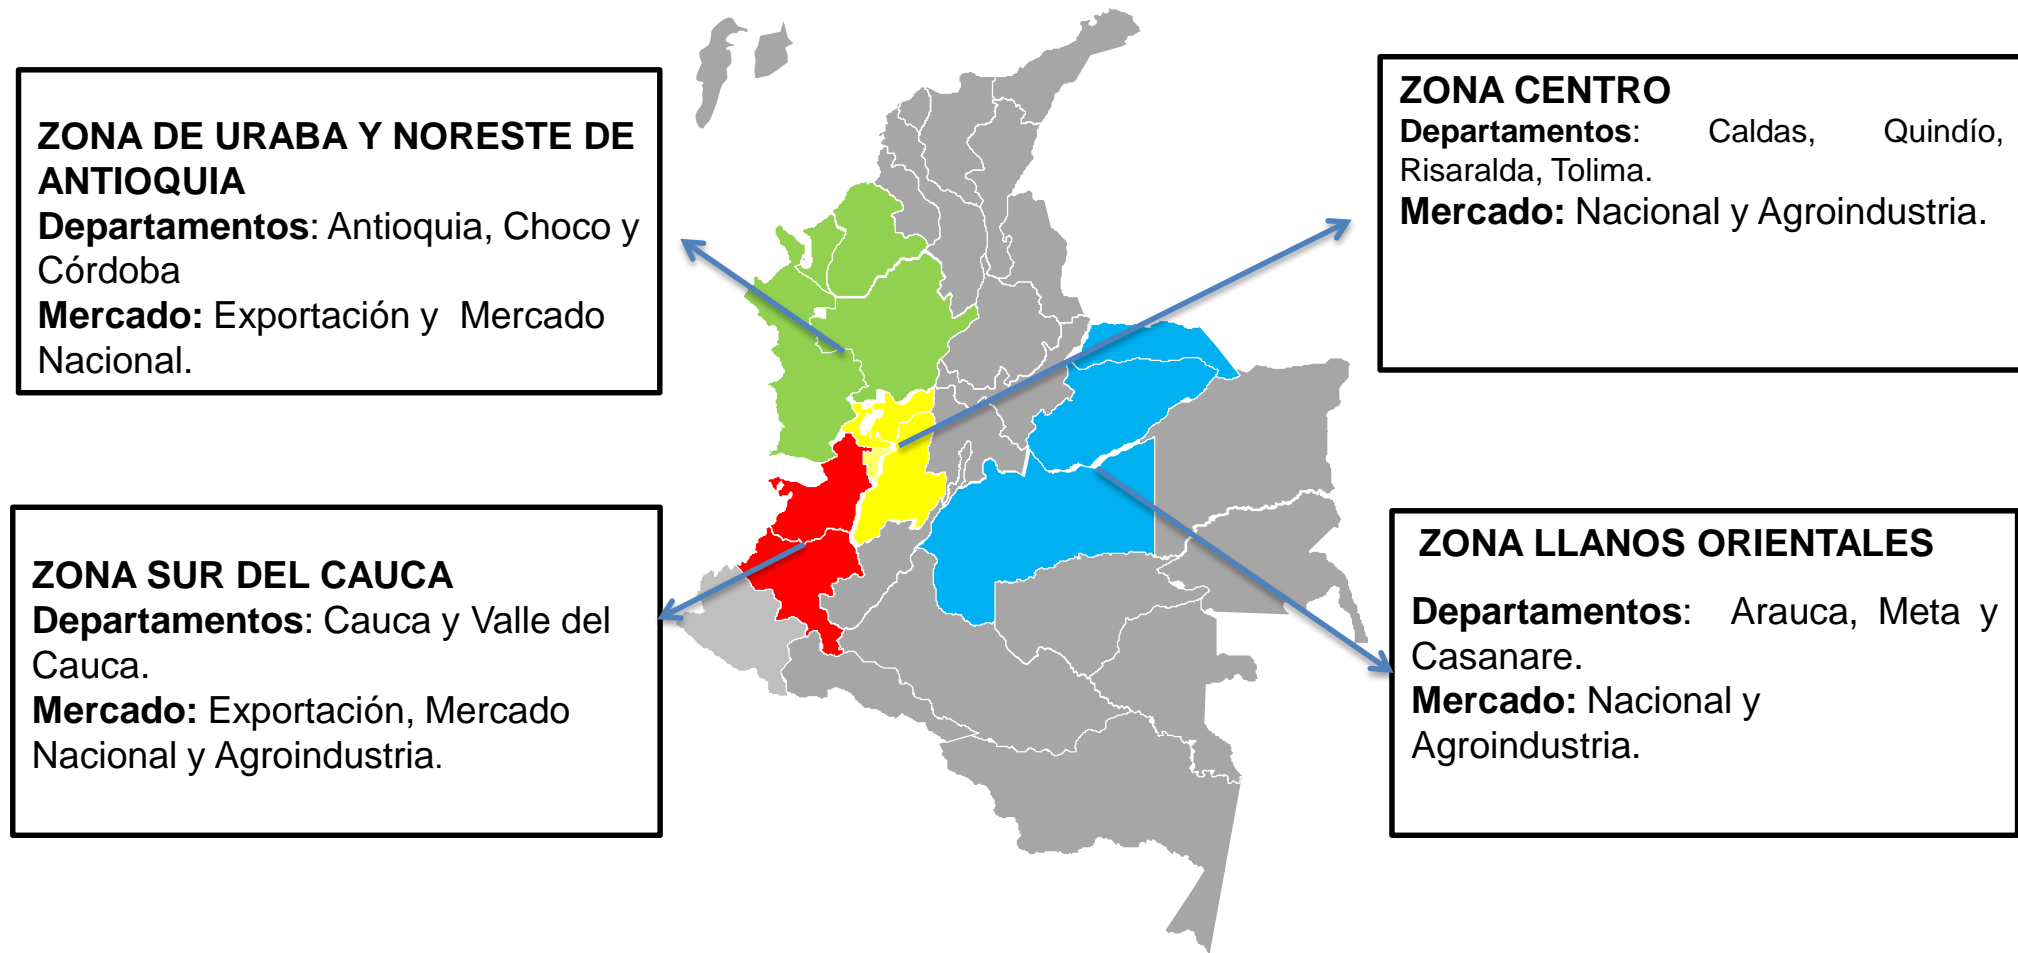 ZONA DE URABA Y NORESTE DE
ANTIOQUIA
Departamentos: Antioquia, Choco y
Córdoba
Mercado: Exportación y Mercado
Nacional.
ZONA CENTRO
Departamentos: Caldas, Quindío,
Risaralda, Tolima.
Mercado: Nacional y Agroindustria.
ZONA SUR DEL CAUCA
Departamentos: Cauca y Valle del
Cauca.
Mercado: Exportación, Mercado
Nacional y Agroindustria.
ZONA LLANOS ORIENTALES
Departamentos: Arauca, Meta y
Casanare.
Mercado: Nacional y
Agroindustria.